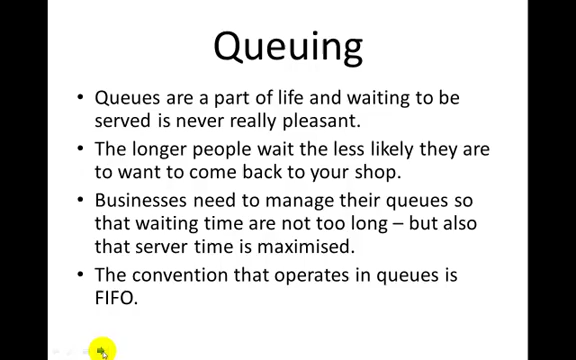 Queuing
• Queues are a part of life and waiting to be
served is never really pleasant.
• The longer people wait the less likely they are
to want to come back to your shop.
• Businesses need to manage their queues so
that waiting time are not too long – but also
that server time is maximised.
• The convention that operates in queues is
FIFO.